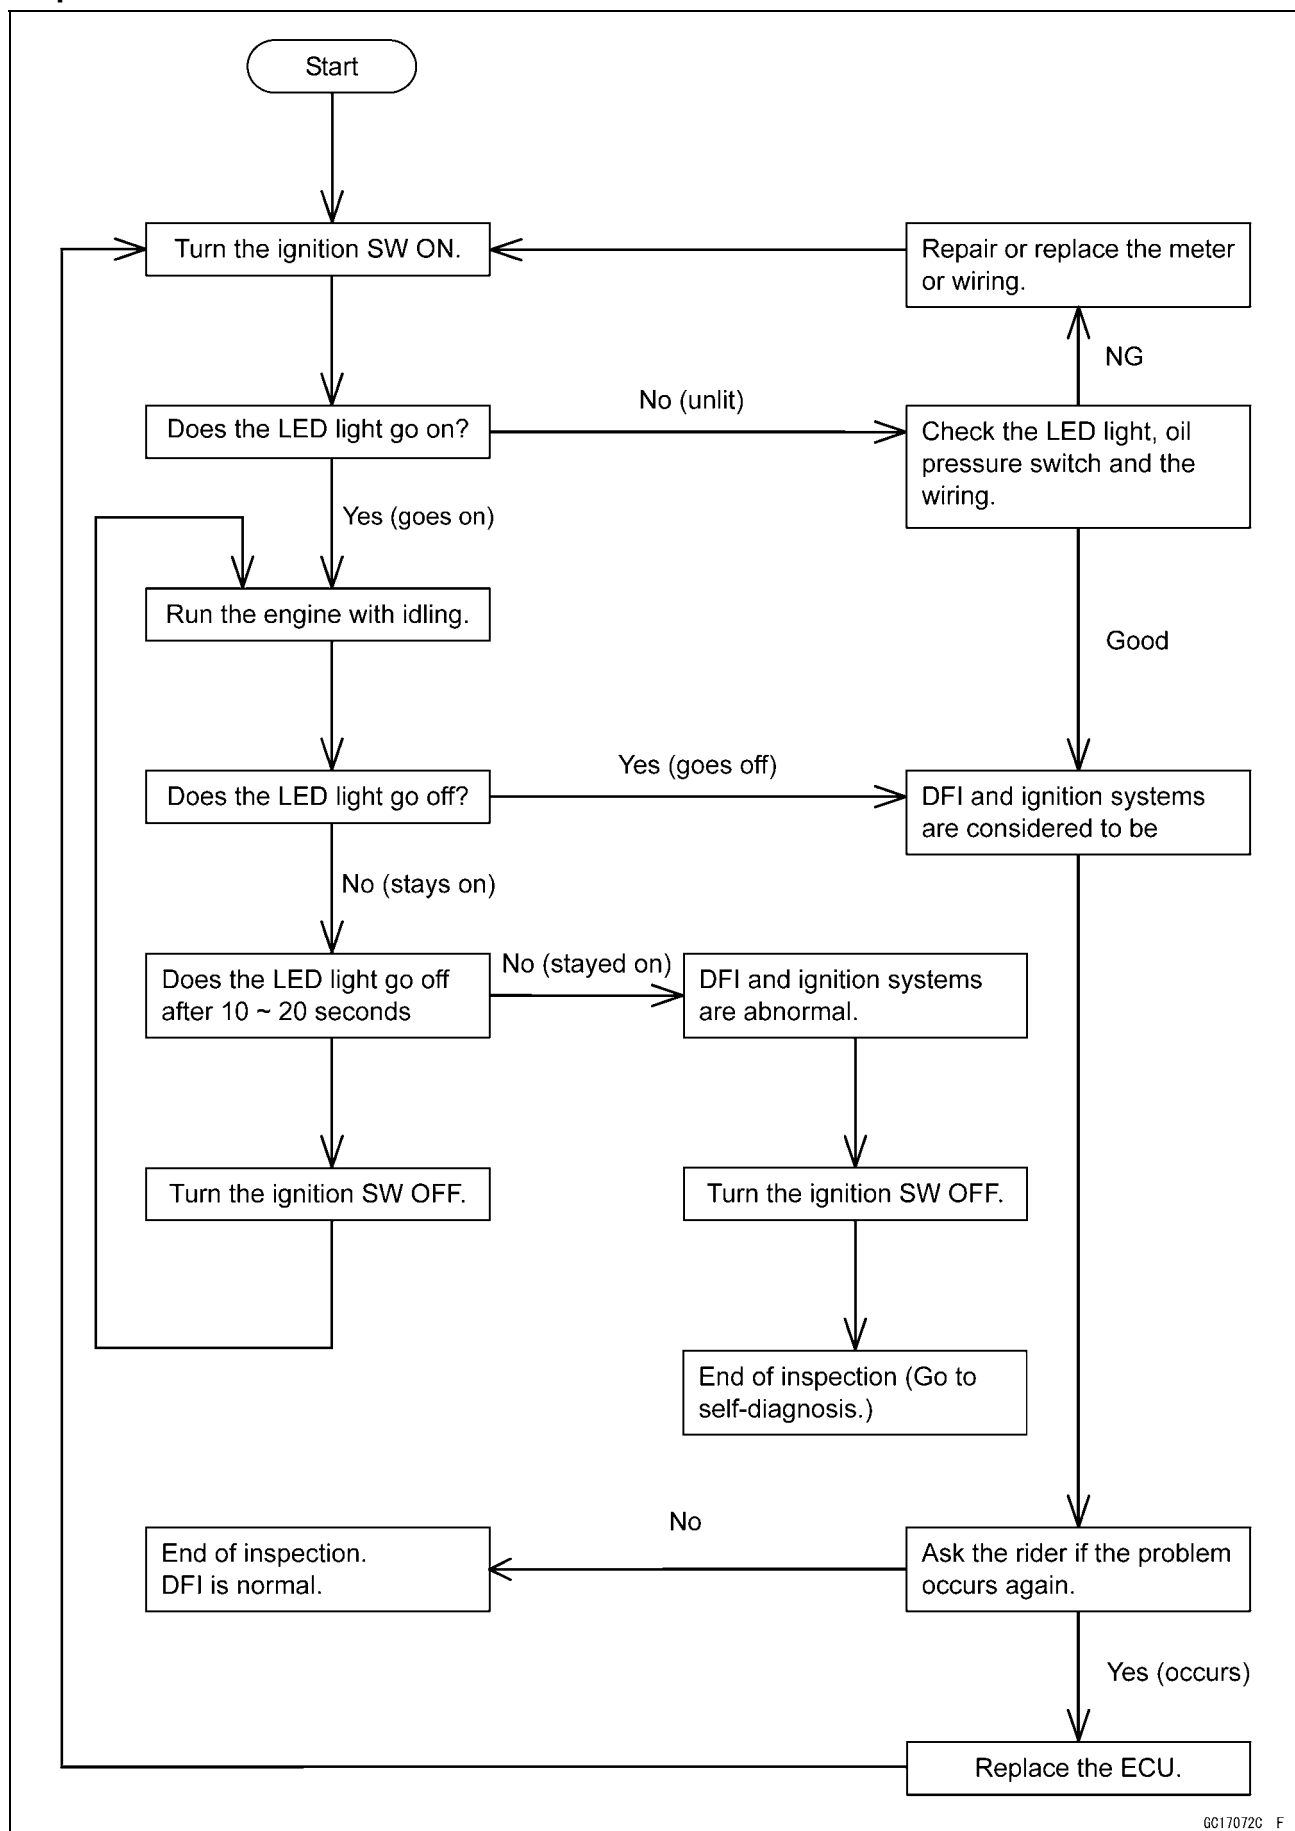 Start
Turn the ignition SW ON.
Repair or replace the meter
or wiring.
NG
No (unlit)
Does the LED light go on?
Check the LED light, oil
pressure switch and the
wiring.
Yes (goes on)
Run the engine with idling.
Good
Yes (goes off)
Does the LED light go off?
DFI and ignition systems
are considered to be
No (stays on)
Does the LED light go off
after 10 ~ 20 seconds
No (stayed on)
DFI and ignition systems
are abnormal.
Turn the ignition SW OFF.
Turn the ignition SW OFF.
End of inspection (Go to
self-diagnosis.)
No
End of inspection.
DFI is normal.
Ask the rider if the problem
occurs again.
Yes (occurs)
Replace the ECU.
GC17072C F